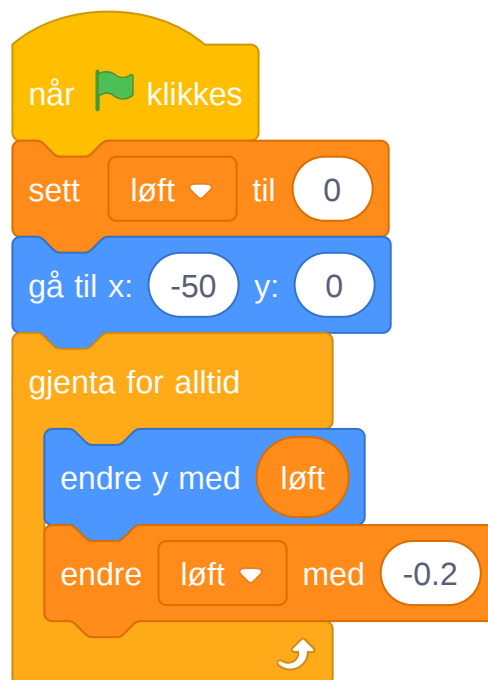 når klikkes
sett løft til 0
gå til x: -50 y: 0
gjenta for alltid
endre y med løft
endre løft med -0.2